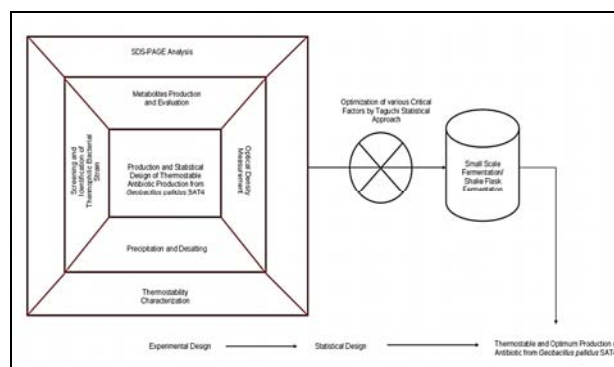 SDS-PAGE Analysis
Metabolites Production
and Evaluation
Screening and
Identification of
Thermophilic Bacterial
Strain
Production and Statistical
Design of Thermostable
Antibiotic Production from
Geobacillus pallidus SAT4
Optical Density
Measurement
Precipitation and Desalting
Thermostability
Characterization
Optimization of various Critical
Factors by Taguchi Statistical
Approach
Small Scale
Fermentation/
Shake Flask
Fermentation
Experimental Design
Statistical Design
Thermostable and Optimum Production
Antibiotic from Geobacillus pallidus SAT4